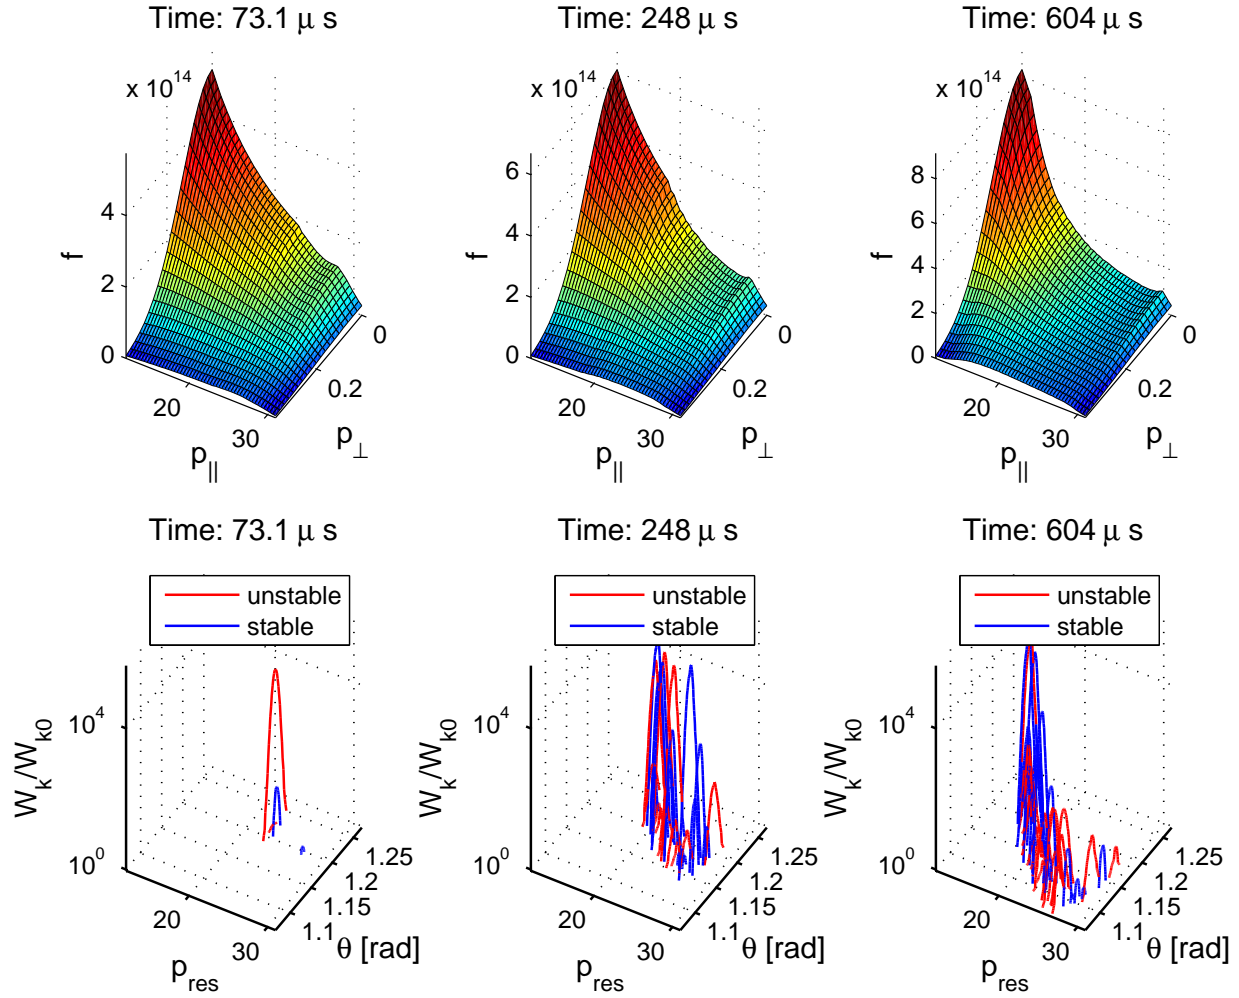 Time: 73.1 μ s
Time: 248 μ s
Time: 604 μ s
x 10^14
4
2
0
f
20
30
p_||
0
0.2
p_⊥
x 10^14
6
4
2
0
f
20
30
p_||
0
0.2
p_⊥
x 10^14
8
6
4
2
0
f
20
30
p_||
0
0.2
p_⊥
Time: 73.1 μ s
Time: 248 μ s
Time: 604 μ s
unstable
stable
10^4
10^0
W_k/W_k0
20
30
p_res
1.25
1.2
1.15
1.1
θ [rad]
unstable
stable
10^4
10^0
W_k/W_k0
20
30
p_res
1.25
1.2
1.15
1.1
θ [rad]
unstable
stable
10^4
10^0
W_k/W_k0
20
30
p_res
1.25
1.2
1.15
1.1
θ [rad]